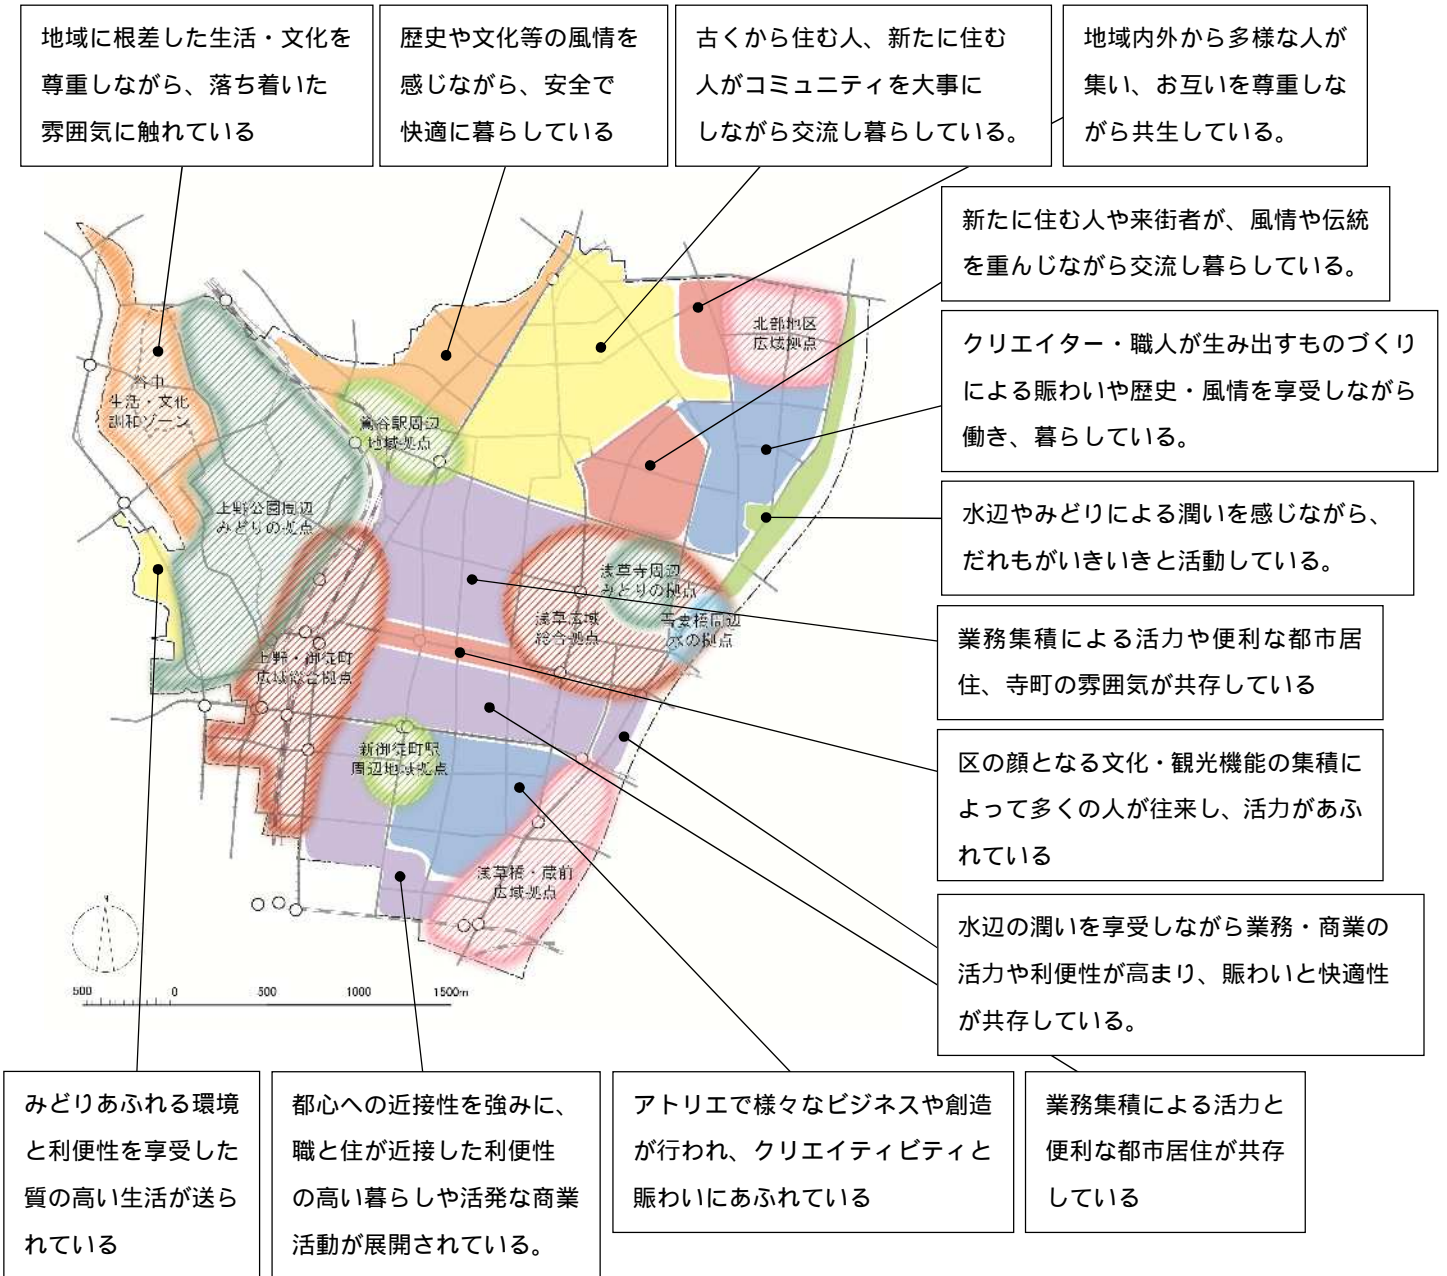 地域に根差した生活・文化を
尊重しながら、落ち着いた
雰囲気に触れている
歴史や文化等の風情を
感じながら、安全で
快適に暮らしている
古くから住む人、新たに住む
人がコミュニティを大事に
しながら交流し暮らしている。
地域内外から多様な人が
集い、お互いを尊重しな
がら共生している。
新たに住む人や来街者が、風情や伝統
を重んじながら交流し暮らしている。
クリエイター・職人が生み出すものづくり
による賑わいや歴史・風情を享受しながら
働き、暮らしている。
水辺やみどりによる潤いを感じながら、
だれもがいきいきと活動している。
業務集積による活力や便利な都市居
住、寺町の雰囲気が共存している
区の顔となる文化・観光機能の集積に
よって多くの人が往来し、活力があふ
れている
水辺の潤いを享受しながら業務・商業の
活力や利便性が高まり、賑わいと快適性
が共存している。
北部地区
広域拠点
谷中
生活・文化
調和ゾーン
鶯谷駅周辺
地域拠点
上野公園周辺
みどりの拠点
浅草寺周辺
みどりの拠点
浅草広域
総合拠点
吾妻橋周辺
水の拠点
上野・御徒町
広域総合拠点
新御徒町駅
周辺地域拠点
浅草橋・蔵前
広域拠点
N
500 0 500 1000 1500m
みどりあふれる環境
と利便性を享受した
質の高い生活が送ら
れている
都心への近接性を強みに、
職と住が近接した利便性
の高い暮らしや活発な商業
活動が展開されている。
アトリエで様々なビジネスや創造
が行われ、クリエイティビティと
賑わいにあふれている
業務集積による活力と
便利な都市居住が共存
している